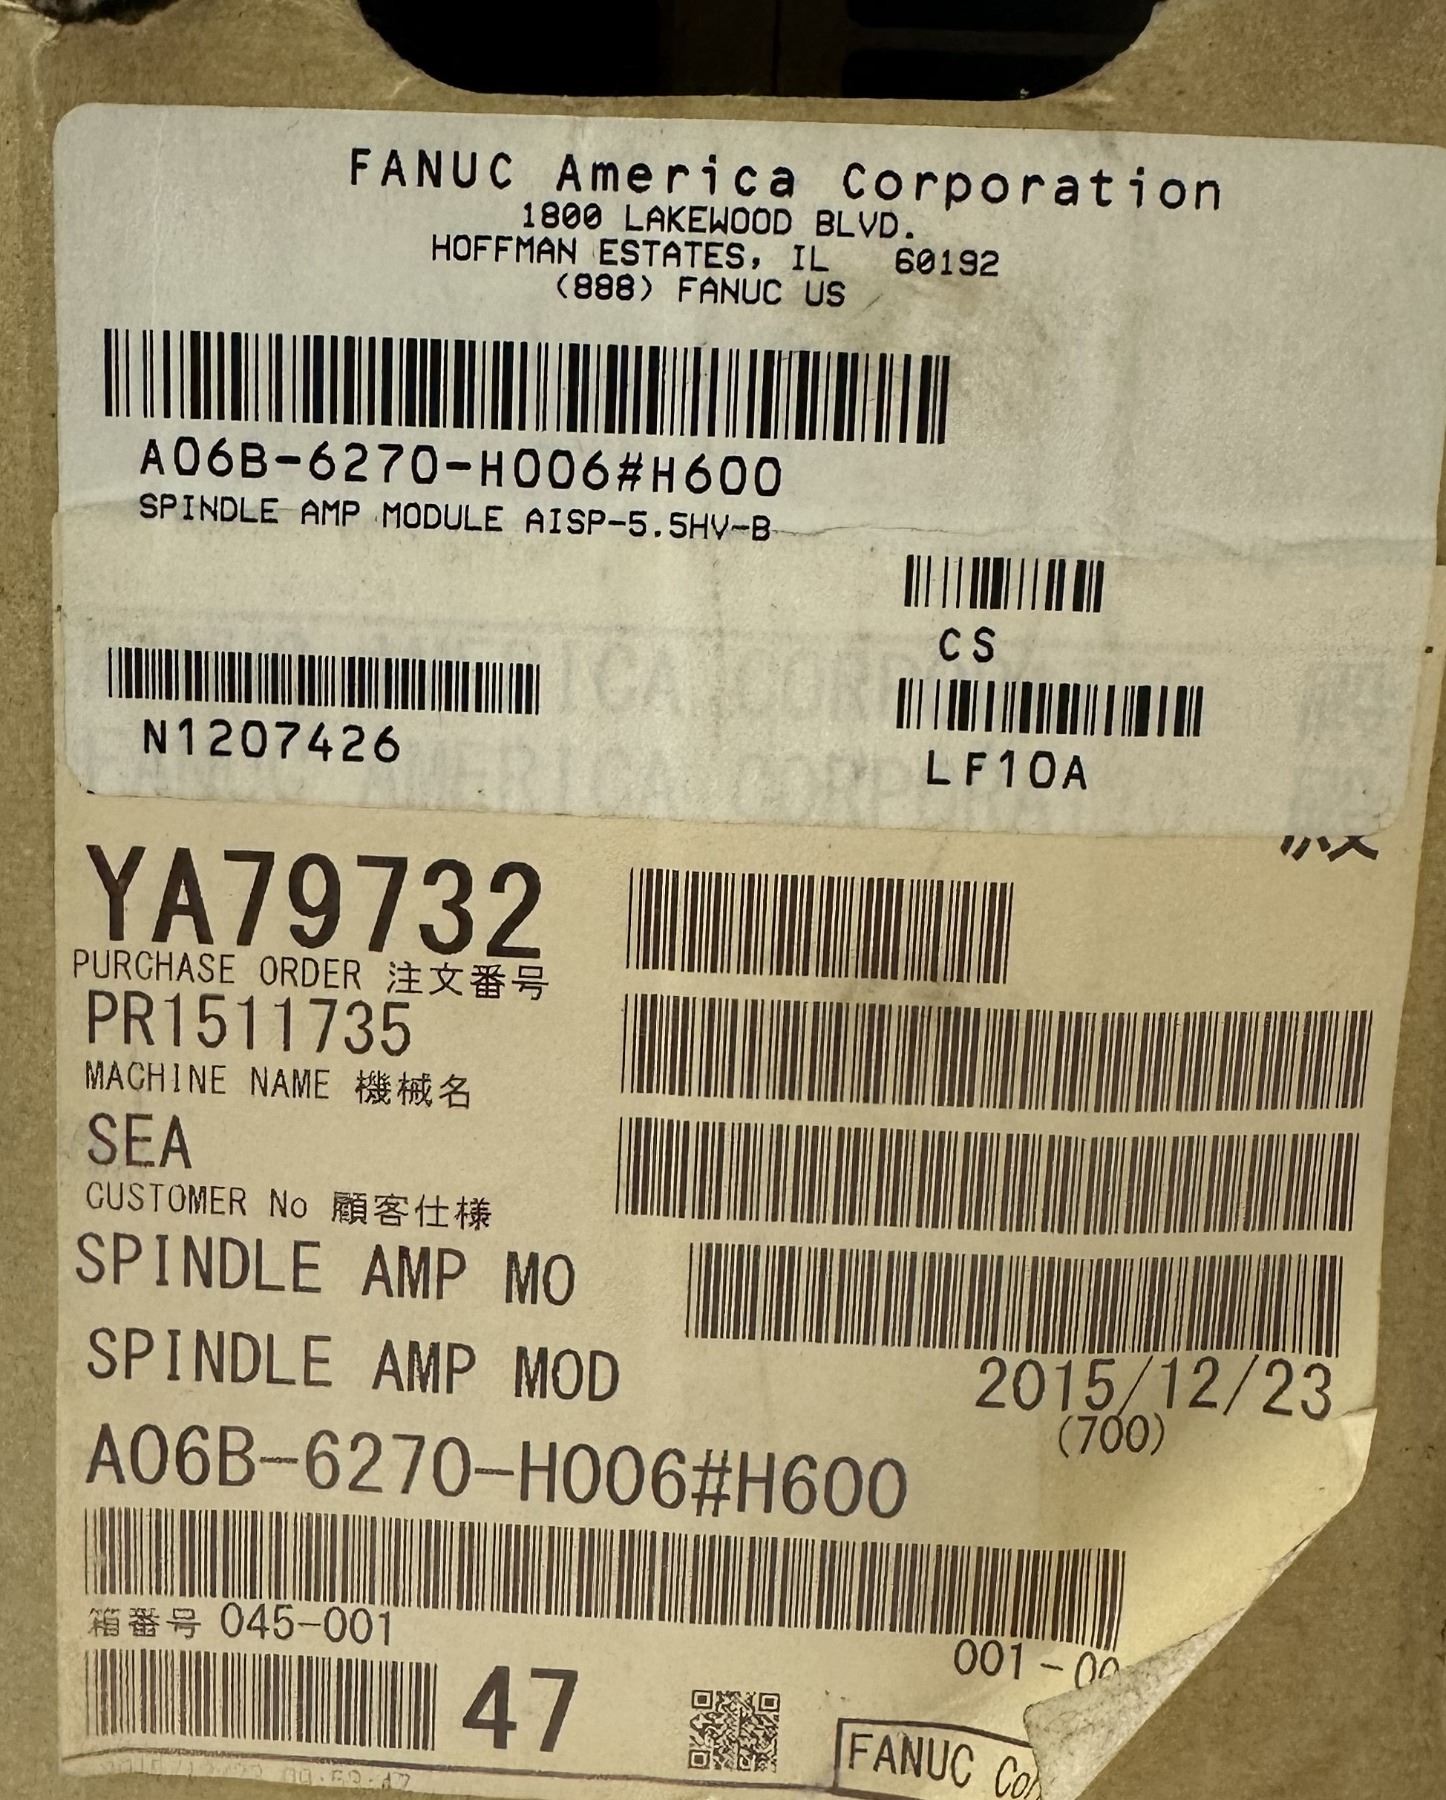 FANUC America Corporation
1800 LAKEWOOD BLVD.
HOFFMAN ESTATES, IL 60192
(888) FANUC US
A06B-6270-H006#H600
SPINDLE AMP MODULE AISP-5.5HV-B
CS
N1207426
LF10A
YA79732
PURCHASE ORDER 注文番号
PR1511735
MACHINE NAME 機械名
SEA
CUSTOMER No 顧客仕様
SPINDLE AMP MO
SPINDLE AMP MOD
2015/12/23
(700)
A06B-6270-H006#H600
箱番号 045-001
001-00
47
FANUC